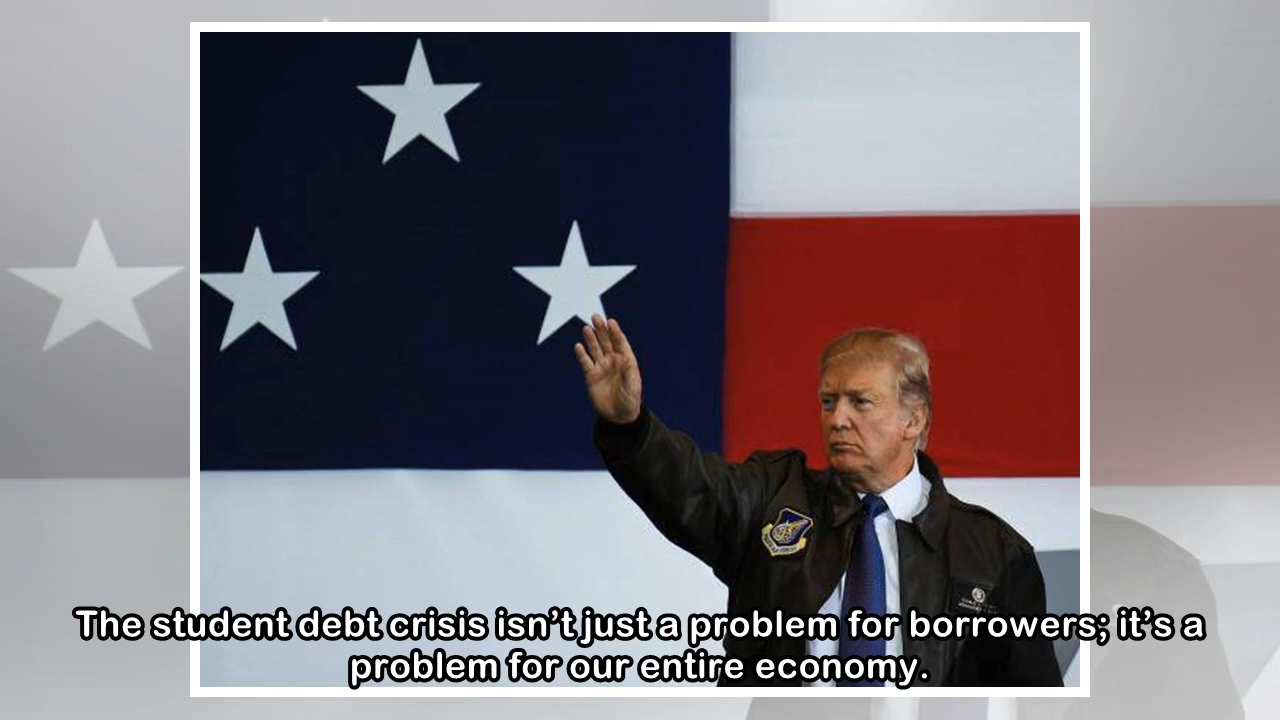 The student debt crisis isn’t just a problem for borrowers; it’s a
problem for our entire economy.